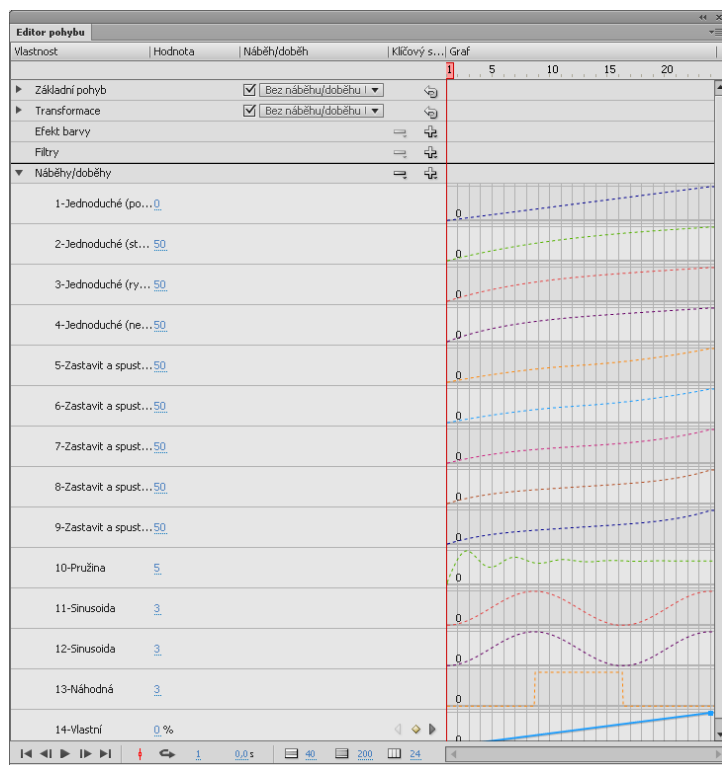 Editor pohybu
Vlastnost Hodnota Náběh/doběh Klíčový s... Graf
1 5 10 15 20
Základní pohyb Bez náběhu/doběhu
Transformace Bez náběhu/doběhu
Efekt barvy
Filtry
Náběhy/doběhy
1-Jednoduché (po... 0 0
2-Jednoduché (st... 50 0
3-Jednoduché (ry... 50 0
4-Jednoduché (ne... 50 0
5-Zastavit a spust... 50 0
6-Zastavit a spust... 50 0
7-Zastavit a spust... 50 0
8-Zastavit a spust... 50 0
9-Zastavit a spust... 50 0
10-Pružina 5 0
11-Sinusoida 3 0
12-Sinusoida 3 0
13-Náhodná 3 0
14-Vlastní 0 % 0
1 0,0 s 40 200 24